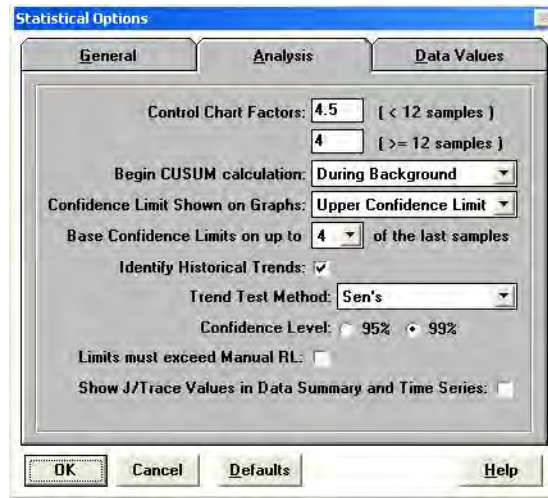 Statistical Options
General Analysis Data Values
Control Chart Factors: 4.5 ( < 12 samples )
4 ( >= 12 samples )
Begin CUSUM calculation: During Background
Confidence Limit Shown on Graphs: Upper Confidence Limit
Base Confidence Limits on up to 4 of the last samples
Identify Historical Trends:
Trend Test Method: Sen's
Confidence Level: 95% 99%
Limits must exceed Manual RL:
Show J/Trace Values in Data Summary and Time Series:
OK Cancel Defaults Help